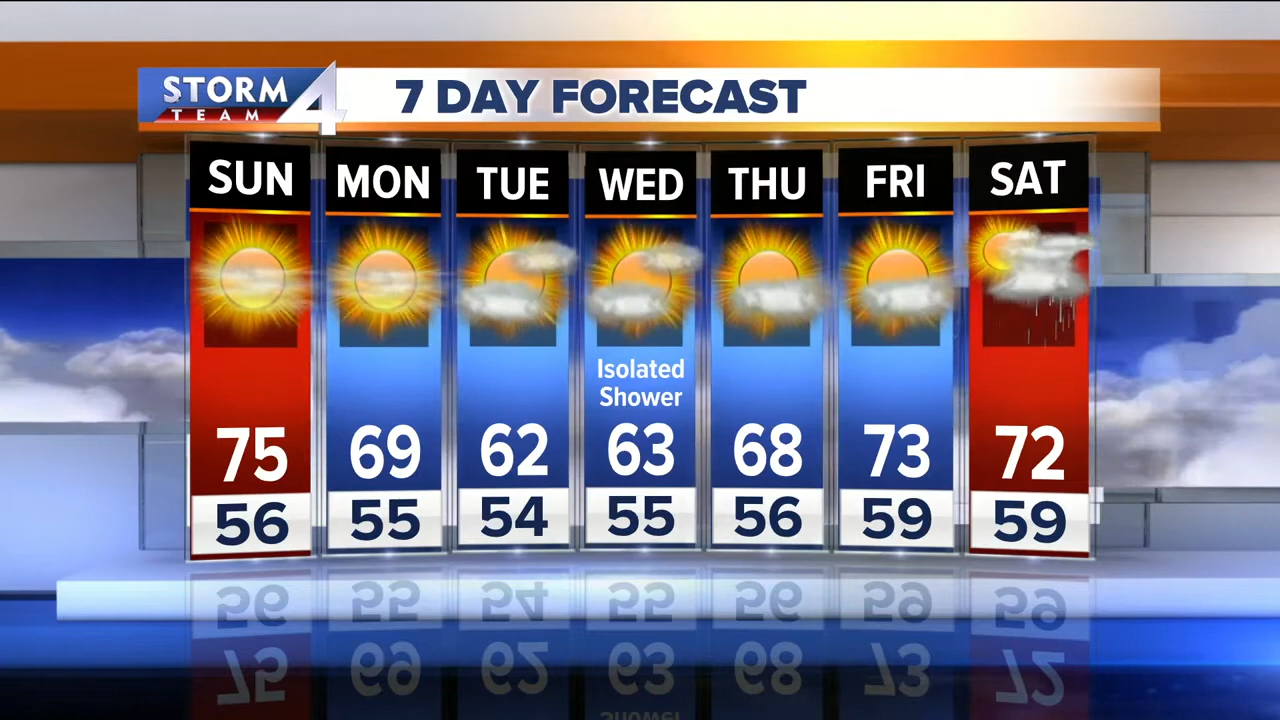 STORM
TEAM
4
7 DAY FORECAST
SUN MON TUE WED THU FRI SAT
Isolated
Shower
75 69 62 63 68 73 72
56 55 54 55 56 59 59